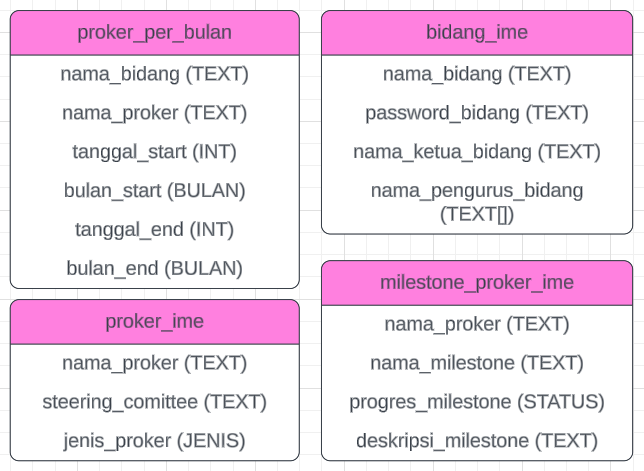 proker_per_bulan
nama_bidang (TEXT)
nama_proker (TEXT)
tanggal_start (INT)
bulan_start (BULAN)
tanggal_end (INT)
bulan_end (BULAN)
bidang_ime
nama_bidang (TEXT)
password_bidang (TEXT)
nama_ketua_bidang (TEXT)
nama_pengurus_bidang
(TEXT[])
proker_ime
nama_proker (TEXT)
steering_comittee (TEXT)
jenis_proker (JENIS)
milestone_proker_ime
nama_proker (TEXT)
nama_milestone (TEXT)
progres_milestone (STATUS)
deskripsi_milestone (TEXT)